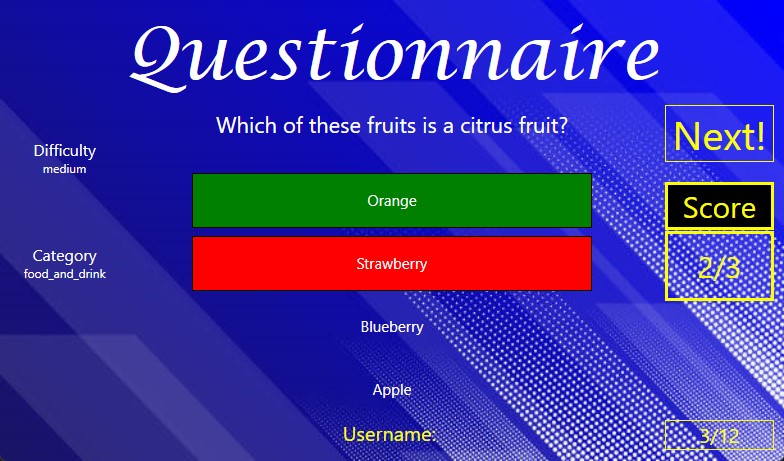 Questionnaire
Which of these fruits is a citrus fruit?
Next!
Difficulty
medium
Orange
Score
Category
food_and_drink
Strawberry
2/3
Blueberry
Apple
Username:
3/12